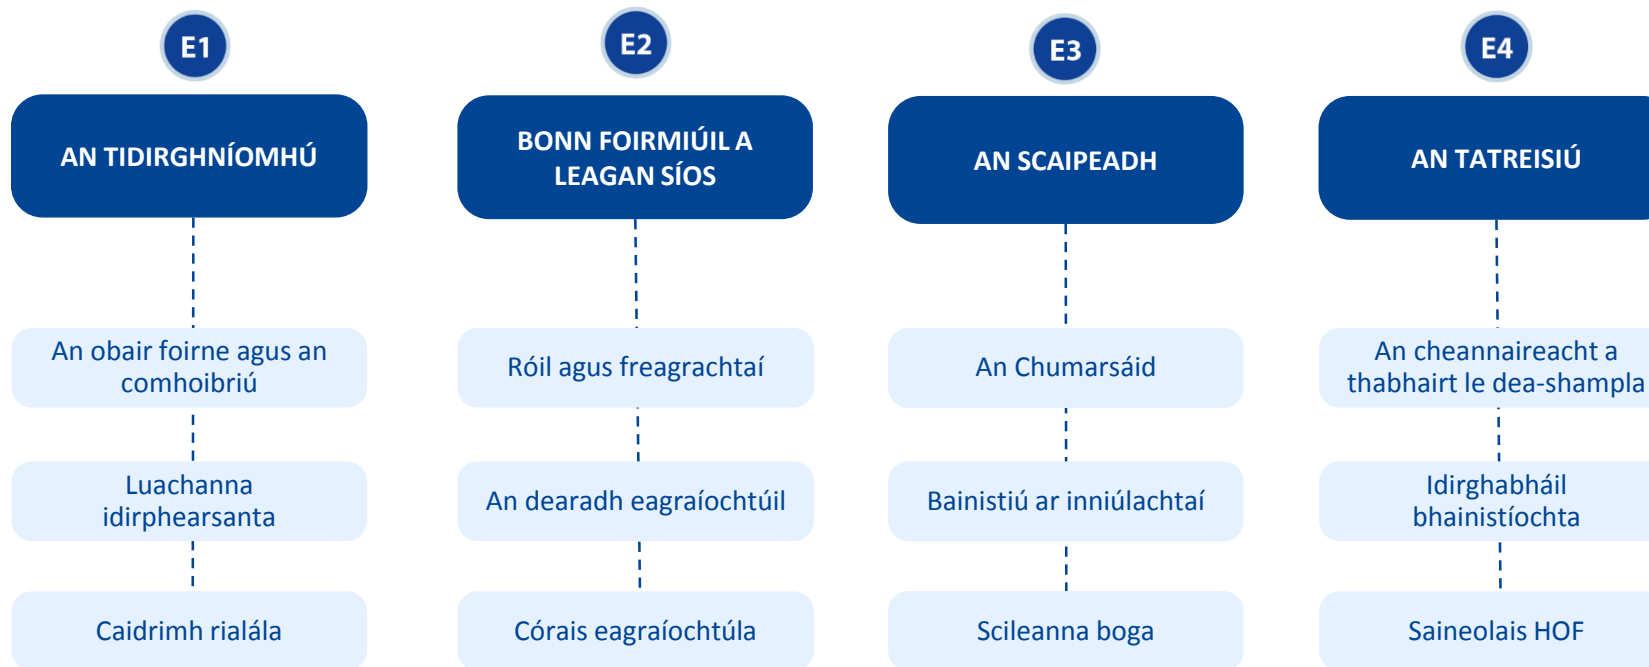 E1
AN TIDIRGHNÍOMHÚ
An obair foirne agus an
comhoibriú
Luachanna
idirphearsanta
Caidrimh rialála
E2
BONN FOIRMIÚIL A
LEAGAN SÍOS
Róil agus freagrachtaí
An dearadh eagraíochtúil
Córais eagraíochtúla
E3
AN SCAIPEADH
An Chumarsáid
Bainistiú ar inniúlachtaí
Scileanna boga
E4
AN TATREISIÚ
An cheannaireacht a
thabhairt le dea-shampla
Idirghabháil
bhainistíochta
Saineolais HOF